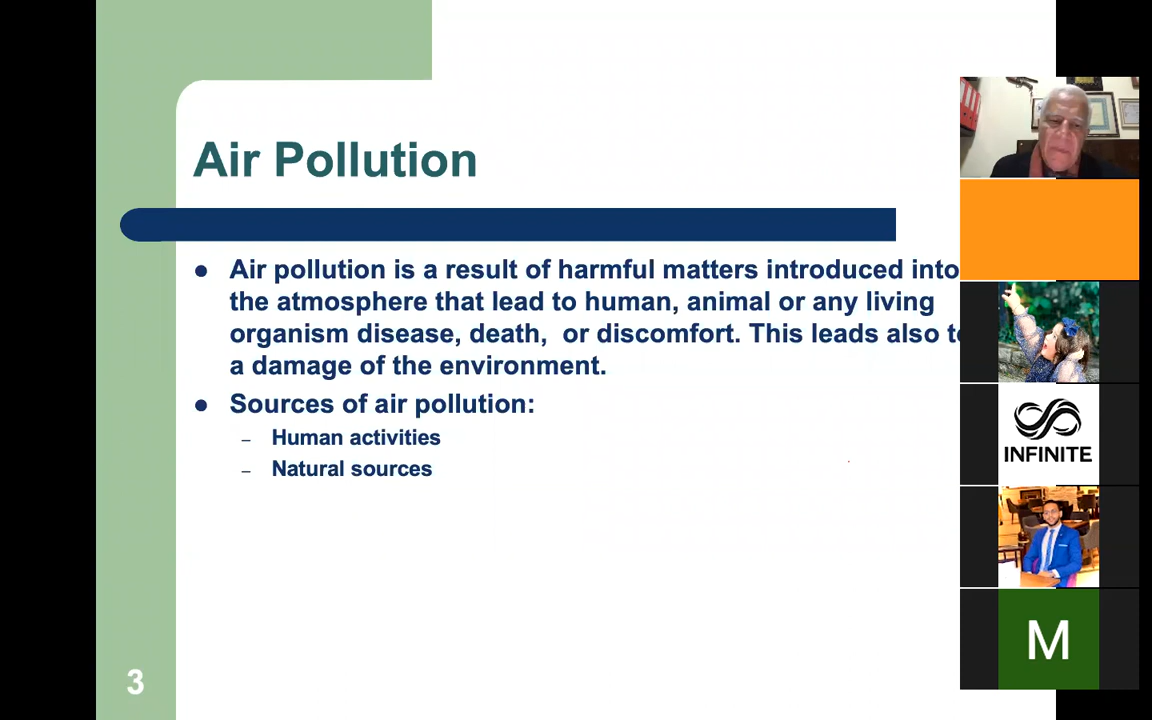 Air Pollution
Air pollution is a result of harmful matters introduced into
the atmosphere that lead to human, animal or any living
organism disease, death, or discomfort. This leads also
a damage of the environment.
Sources of air pollution:
– Human activities
– Natural sources
3
INFINITE
M